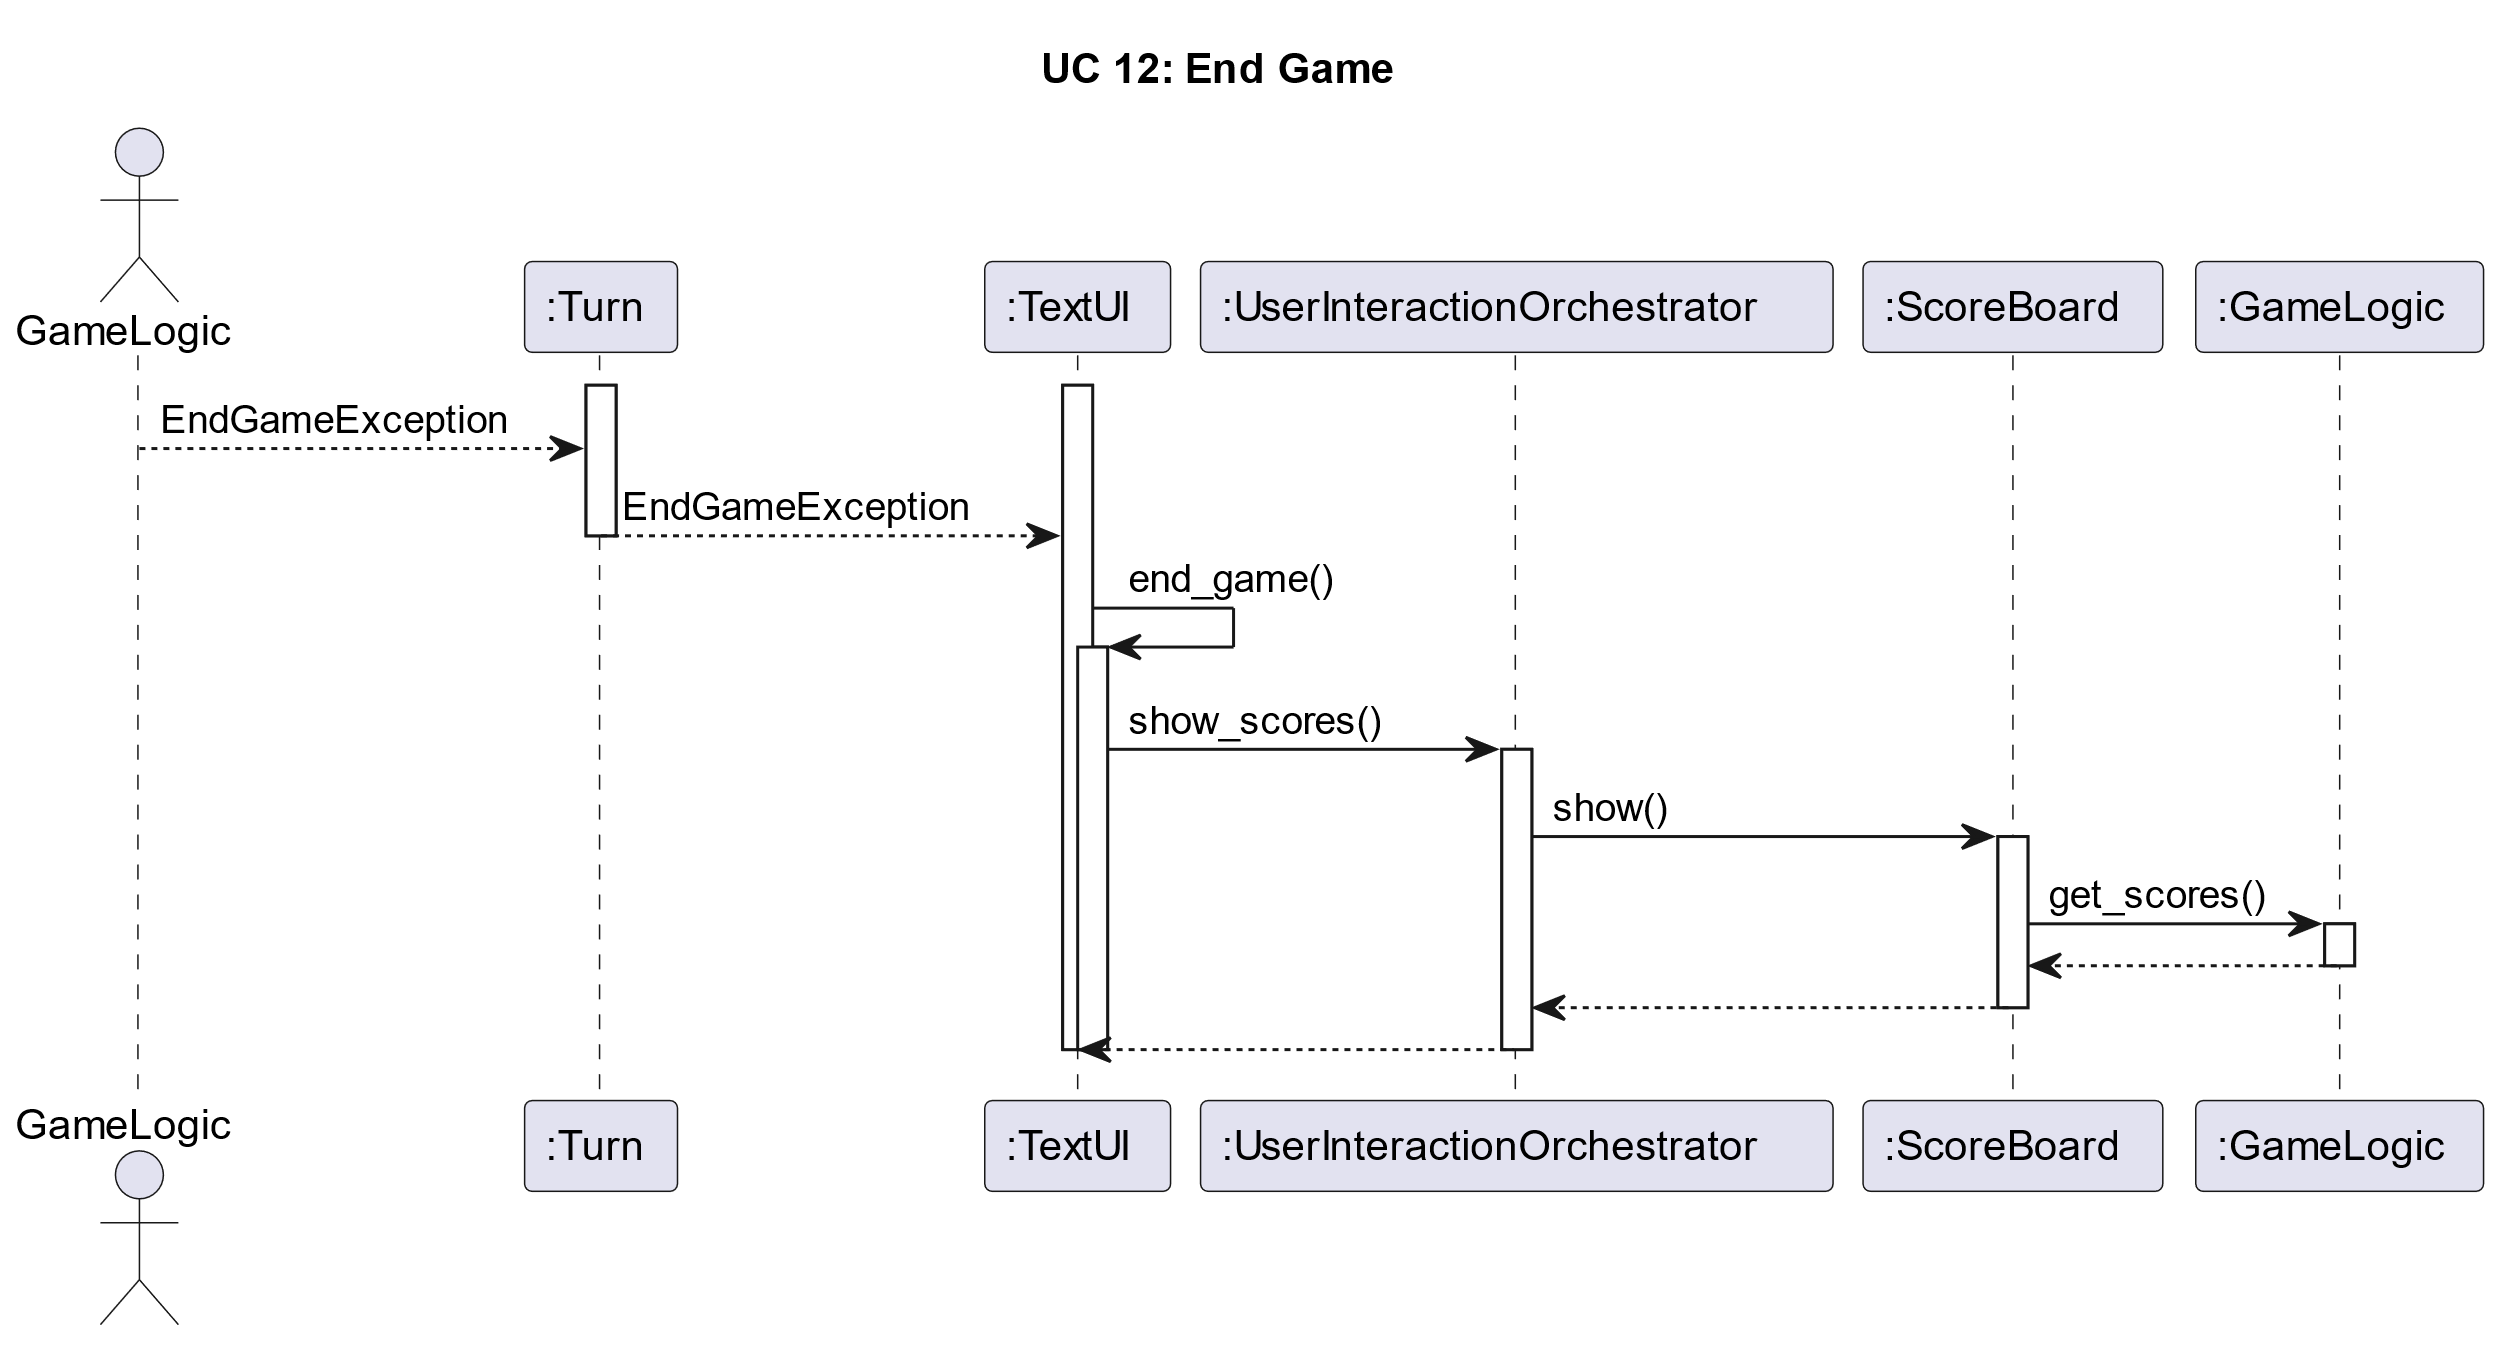 UC 12: End Game
GameLogic
:Turn
:TextUI
:UserInteractionOrchestrator
:ScoreBoard
:GameLogic
EndGameException
EndGameException
end_game()
show_scores()
show()
get_scores()
GameLogic
:Turn
:TextUI
:UserInteractionOrchestrator
:ScoreBoard
:GameLogic